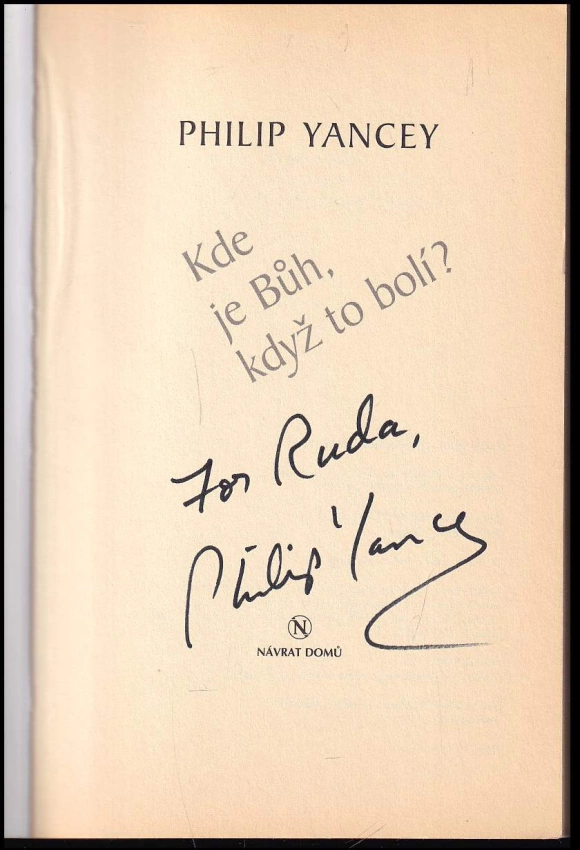 PHILIP YANCEY
Kde
je Bůh,
když to bolí?
For Ruda,
Philip Yancey
N
NÁVRAT DOMŮ